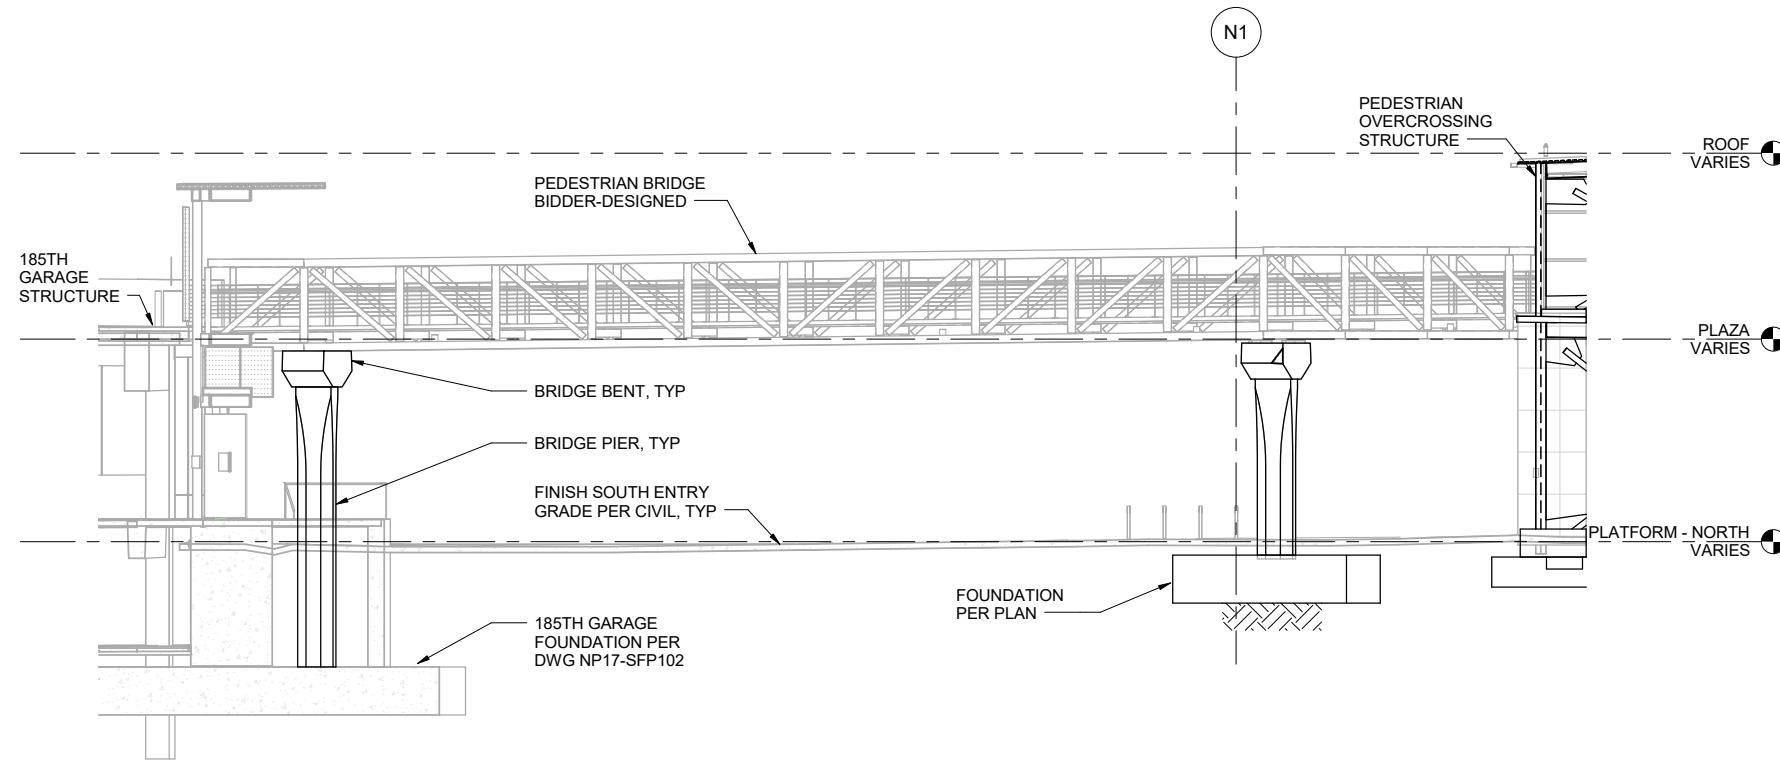 N1
PEDESTRIAN
OVERCROSSING
STRUCTURE
ROOF
VARIES
PEDESTRIAN BRIDGE
BIDDER-DESIGNED
185TH
GARAGE
STRUCTURE
PLAZA
VARIES
BRIDGE BENT, TYP
BRIDGE PIER, TYP
FINISH SOUTH ENTRY
GRADE PER CIVIL, TYP
PLATFORM - NORTH
VARIES
FOUNDATION
PER PLAN
185TH GARAGE
FOUNDATION PER
DWG NP17-SFP102